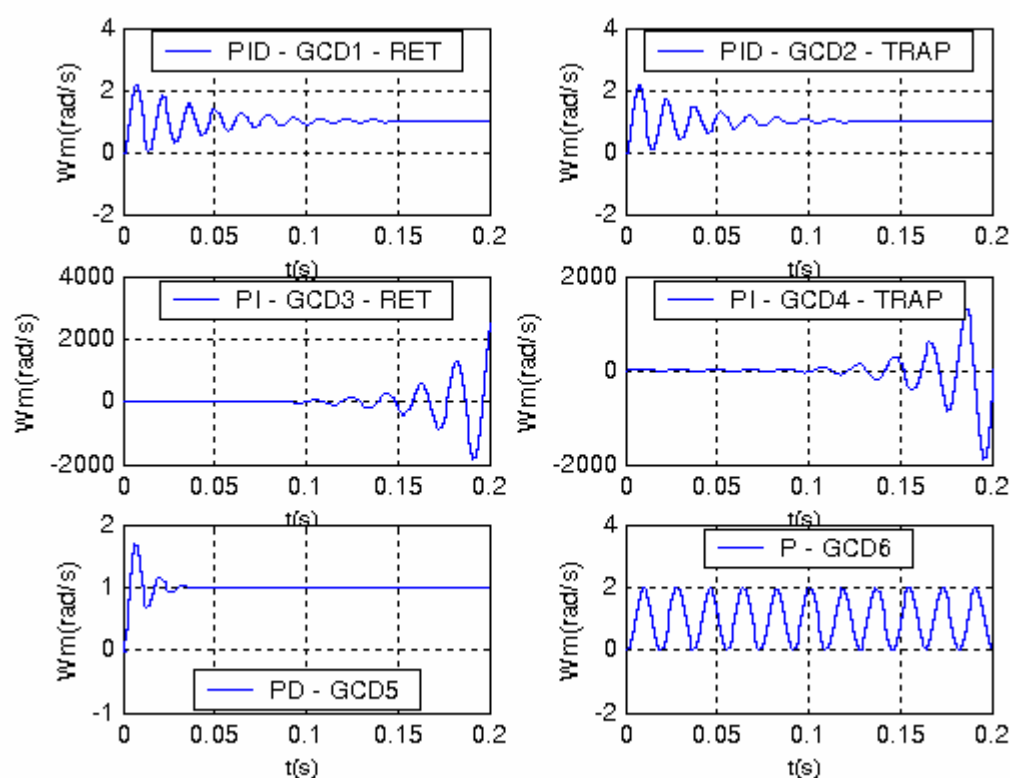 4
2
0
-2
Wm(rad/s)
PID - GCD1 - RET
0 0.05 0.1 0.15 0.2
t(s)
4
2
0
-2
Wm(rad/s)
PID - GCD2 - TRAP
0 0.05 0.1 0.15 0.2
t(s)
4000
2000
0
-2000
Wm(rad/s)
PI - GCD3 - RET
0 0.05 0.1 0.15 0.2
t(s)
2000
0
-2000
Wm(rad/s)
PI - GCD4 - TRAP
0 0.05 0.1 0.15 0.2
t(s)
2
1
0
-1
Wm(rad/s)
PD - GCD5
0 0.05 0.1 0.15 0.2
t(s)
4
2
0
-2
Wm(rad/s)
P - GCD6
0 0.05 0.1 0.15 0.2
t(s)